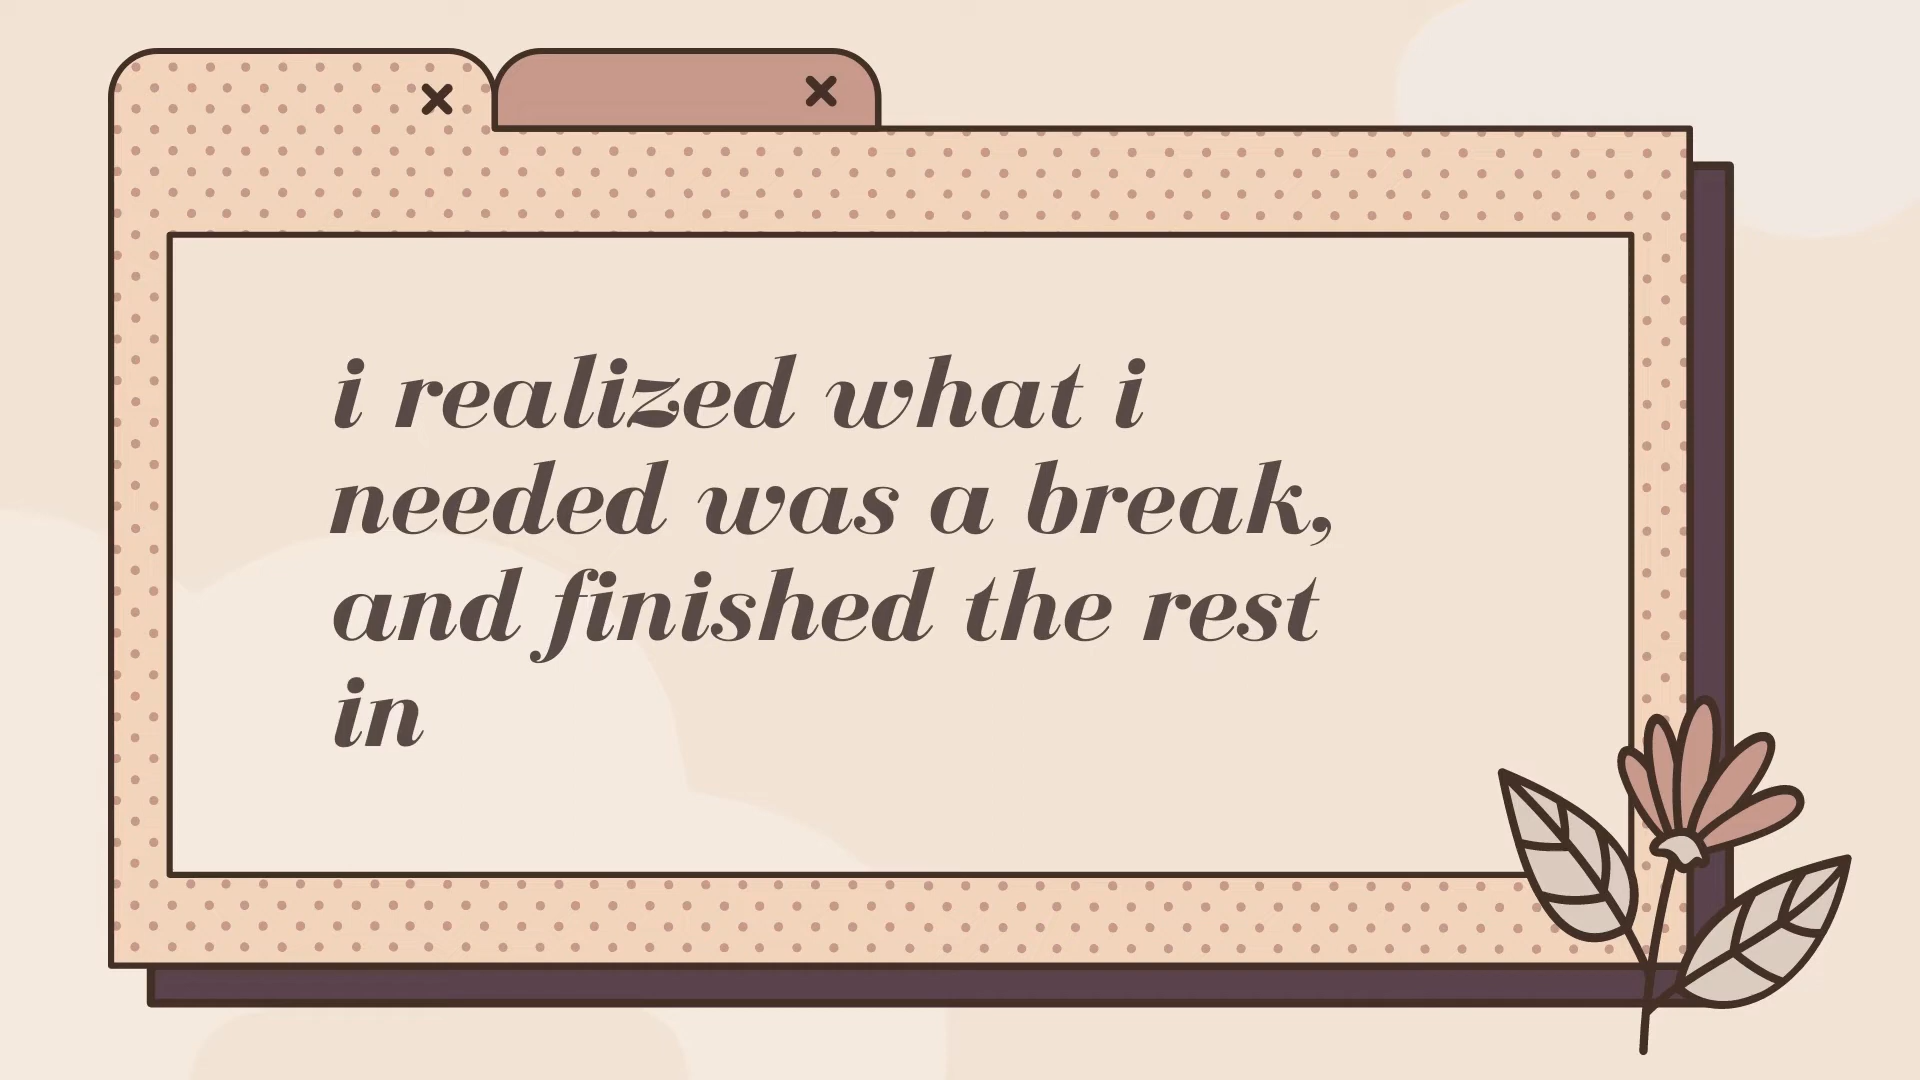 i realized what i
needed was a break,
and finished the rest
in